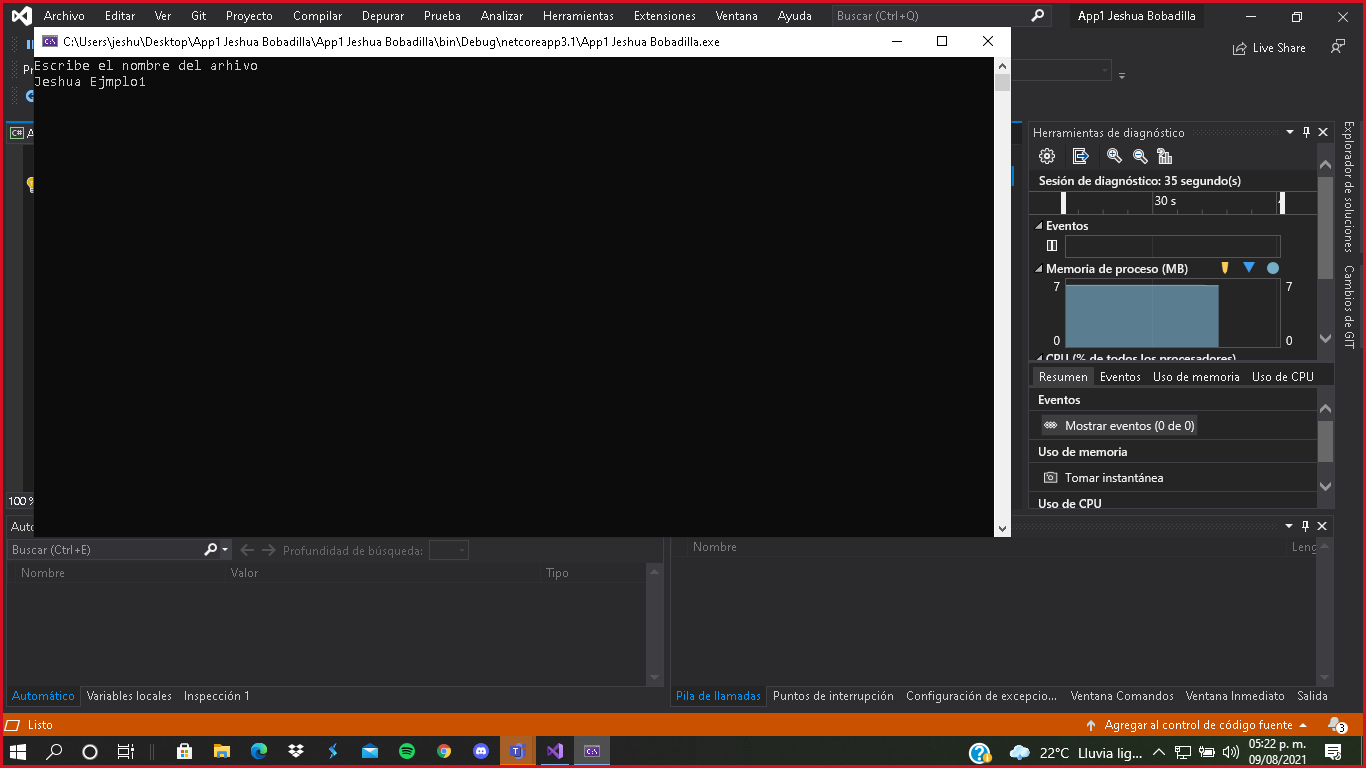 Archivo Editar Ver Git Proyecto Compilar Depurar Prueba Analizar Herramientas Extensiones Ventana Ayuda Buscar (Ctrl+Q) App1 Jeshua Bobadilla
C:\Users\jeshu\Desktop\App1 Jeshua Bobadilla\App1 Jeshua Bobadilla\bin\Debug\netcoreapp3.1\App1 Jeshua Bobadilla.exe
Live Share
Escribe el nombre del arhivo
Jeshua Ejmplo1
C#
Herramientas de diagnóstico
Sesión de diagnóstico: 35 segundo(s)
30 s
Eventos
Memoria de proceso (MB)
7 7
0 0
CPU (% de todos los procesadores)
Resumen Eventos Uso de memoria Uso de CPU
Eventos
Mostrar eventos (0 de 0)
Uso de memoria
Tomar instantánea
Uso de CPU
Explorador de soluciones
Cambios de GIT
100 %
Buscar (Ctrl+E) Profundidad de búsqueda:
Nombre Valor Tipo
Nombre Leng
Automático Variables locales Inspección 1
Pila de llamadas Puntos de interrupción Configuración de excepcio... Ventana Comandos Ventana Inmediato Salida
Listo
Agregar al control de código fuente
3
22°C Lluvia lig...
05:22 p. m.
09/08/2021